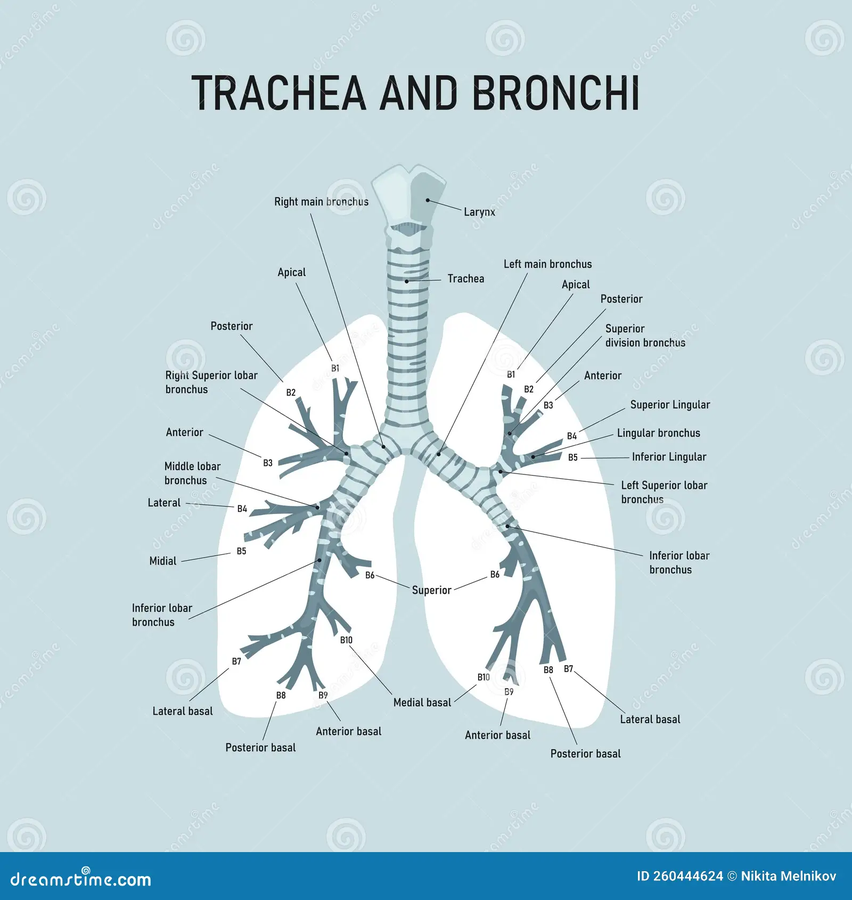 TRACHEA AND BRONCHI
Right main bronchus
Larynx
Left main bronchus
Apical
Trachea
Apical
Posterior
Posterior
Superior
division bronchus
B1
B1
Right Superior lobar
bronchus
Anterior
B2
B2
B3
Superior Lingular
Anterior
B4
Lingular bronchus
B3
B5
Inferior Lingular
Middle lobar
bronchus
Left Superior lobar
bronchus
Lateral
B4
B5
Midial
Inferior lobar
bronchus
B6
Superior
B6
Inferior lobar
bronchus
B10
B7
B10
B8
B7
B8
B9
B9
Medial basal
Lateral basal
Lateral basal
Anterior basal
Anterior basal
Posterior basal
Posterior basal
dreamstime.com
ID 260444624 © Nikita Melnikov